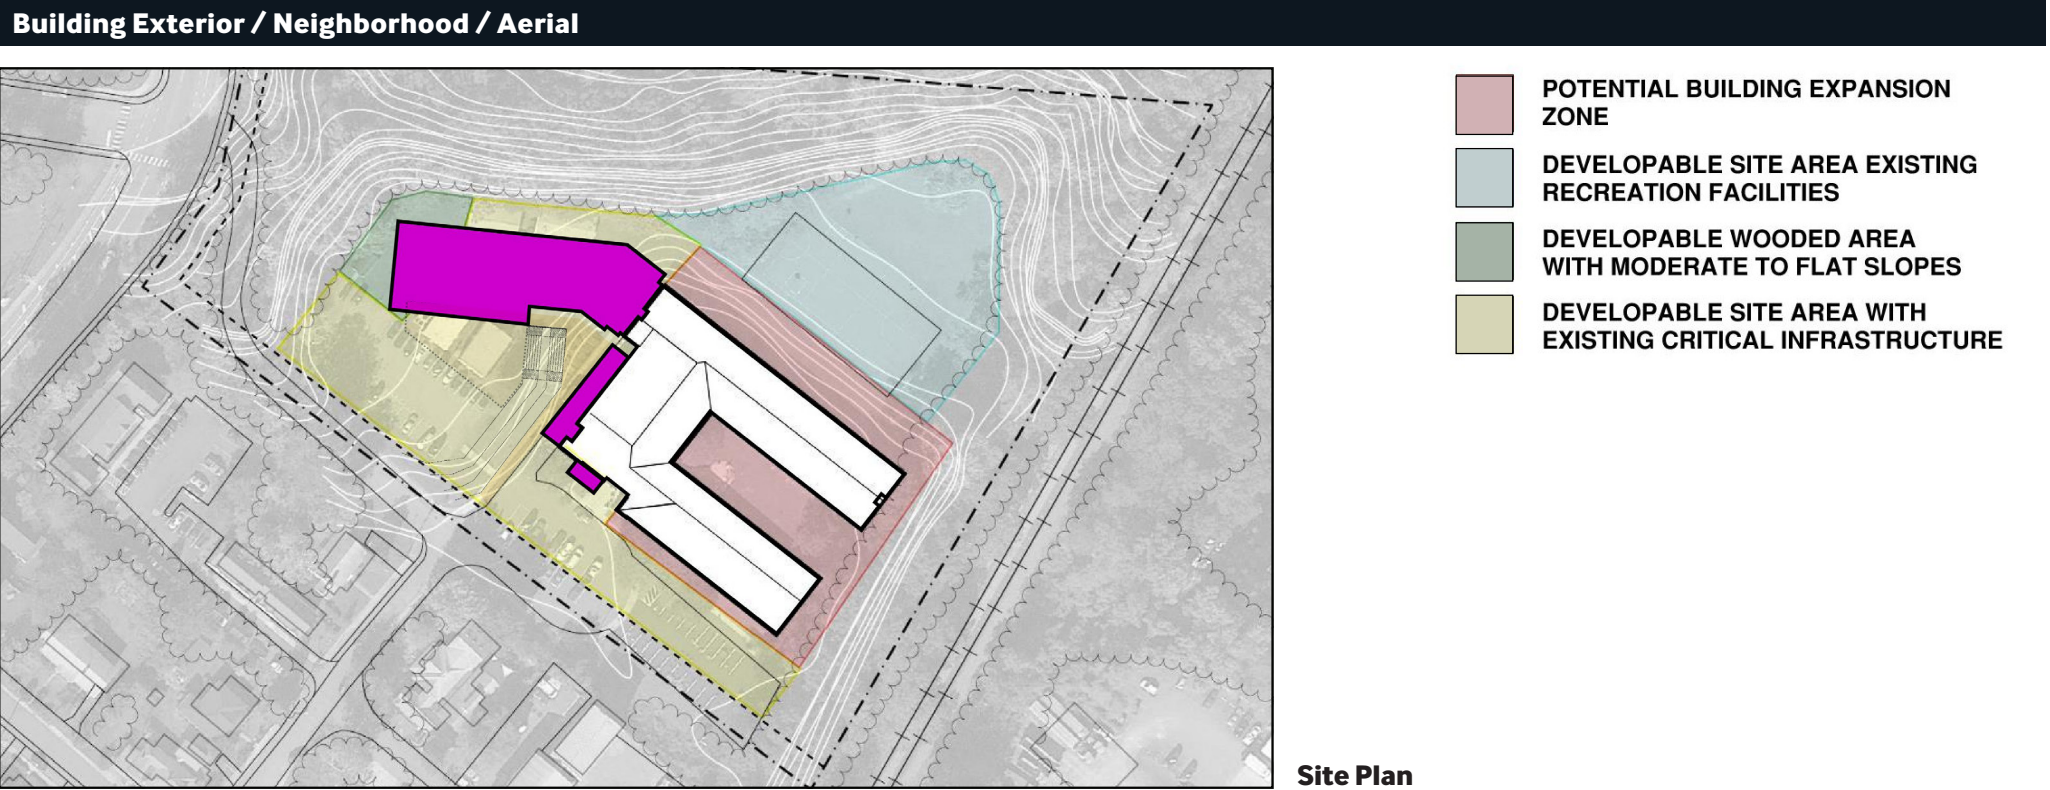 Building Exterior / Neighborhood / Aerial
POTENTIAL BUILDING EXPANSION
ZONE
DEVELOPABLE SITE AREA EXISTING
RECREATION FACILITIES
DEVELOPABLE WOODED AREA
WITH MODERATE TO FLAT SLOPES
DEVELOPABLE SITE AREA WITH
EXISTING CRITICAL INFRASTRUCTURE
Site Plan